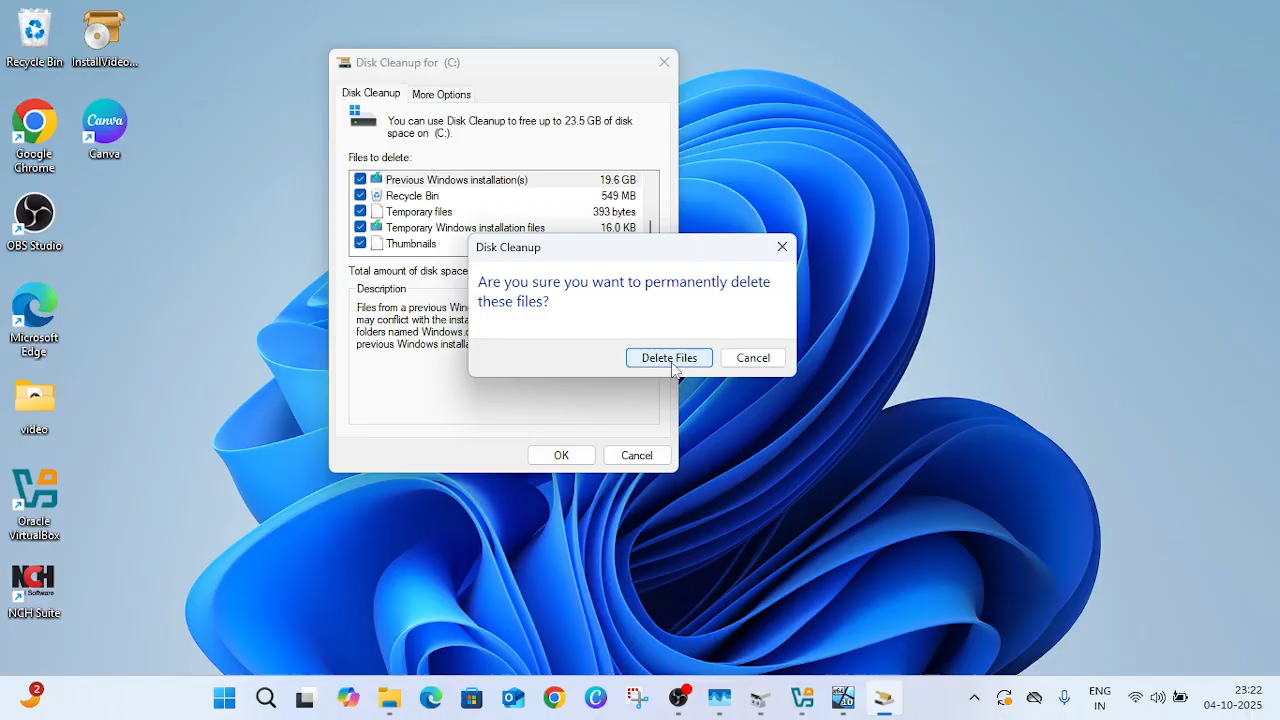 Recycle Bin
InstallVideo...
Google
Chrome
Canva
Canva
OBS Studio
Microsoft
Edge
video
Oracle
VirtualBox
NCH
Software
NCH Suite
Disk Cleanup for (C:)
Disk Cleanup
More Options
You can use Disk Cleanup to free up to 23.5 GB of disk
space on (C:).
Files to delete:
Previous Windows installation(s) 19.6 GB
Recycle Bin 549 MB
Temporary files 393 bytes
Temporary Windows installation files 16.0 KB
Thumbnails
Total amount of disk space
Description
Files from a previous
may conflict with the
folders named
previous Windows
OK
Cancel
Disk Cleanup
Are you sure you want to permanently delete
these files?
Delete Files
Cancel
2
ENG
IN
23:22
04-10-2025